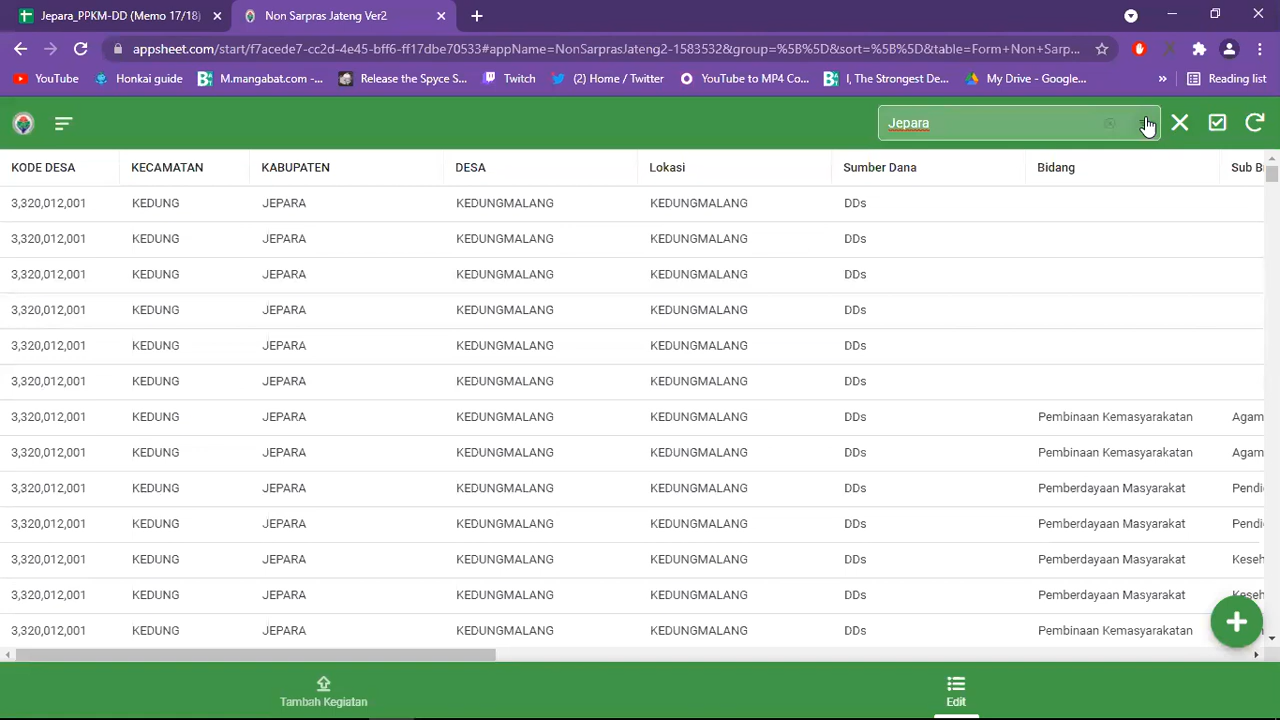 Jepara_PPKM-DD (Memo 17/18)
Non Sarpras Jateng Ver2
appsheet.com/start/f7acede7-cc2d-4e45-bff6-ff17dbe70533#appName=NonSarprasJateng2-1583532&group=%5B%5D&sort=%5B%5D&table=Form+Non+Sarp...
YouTube Honkai guide M.mangabat.com -... Release the Spyce S... Twitch (2) Home / Twitter YouTube to MP4 Co... I, The Strongest De... My Drive - Google... » Reading list
Jepara
KODE DESA KECAMATAN KABUPATEN DESA Lokasi Sumber Dana Bidang Sub Bi
3,320,012,001 KEDUNG JEPARA KEDUNGMALANG KEDUNGMALANG DDs
3,320,012,001 KEDUNG JEPARA KEDUNGMALANG KEDUNGMALANG DDs
3,320,012,001 KEDUNG JEPARA KEDUNGMALANG KEDUNGMALANG DDs
3,320,012,001 KEDUNG JEPARA KEDUNGMALANG KEDUNGMALANG DDs
3,320,012,001 KEDUNG JEPARA KEDUNGMALANG KEDUNGMALANG DDs
3,320,012,001 KEDUNG JEPARA KEDUNGMALANG KEDUNGMALANG DDs
3,320,012,001 KEDUNG JEPARA KEDUNGMALANG KEDUNGMALANG DDs Pembinaan Kemasyarakatan Agam
3,320,012,001 KEDUNG JEPARA KEDUNGMALANG KEDUNGMALANG DDs Pembinaan Kemasyarakatan Agam
3,320,012,001 KEDUNG JEPARA KEDUNGMALANG KEDUNGMALANG DDs Pemberdayaan Masyarakat Pendi
3,320,012,001 KEDUNG JEPARA KEDUNGMALANG KEDUNGMALANG DDs Pemberdayaan Masyarakat Pendi
3,320,012,001 KEDUNG JEPARA KEDUNGMALANG KEDUNGMALANG DDs Pemberdayaan Masyarakat Keseh
3,320,012,001 KEDUNG JEPARA KEDUNGMALANG KEDUNGMALANG DDs Pemberdayaan Masyarakat Keseh
3,320,012,001 KEDUNG JEPARA KEDUNGMALANG KEDUNGMALANG DDs Pembinaan Kemasyarakatan
Tambah Kegiatan Edit